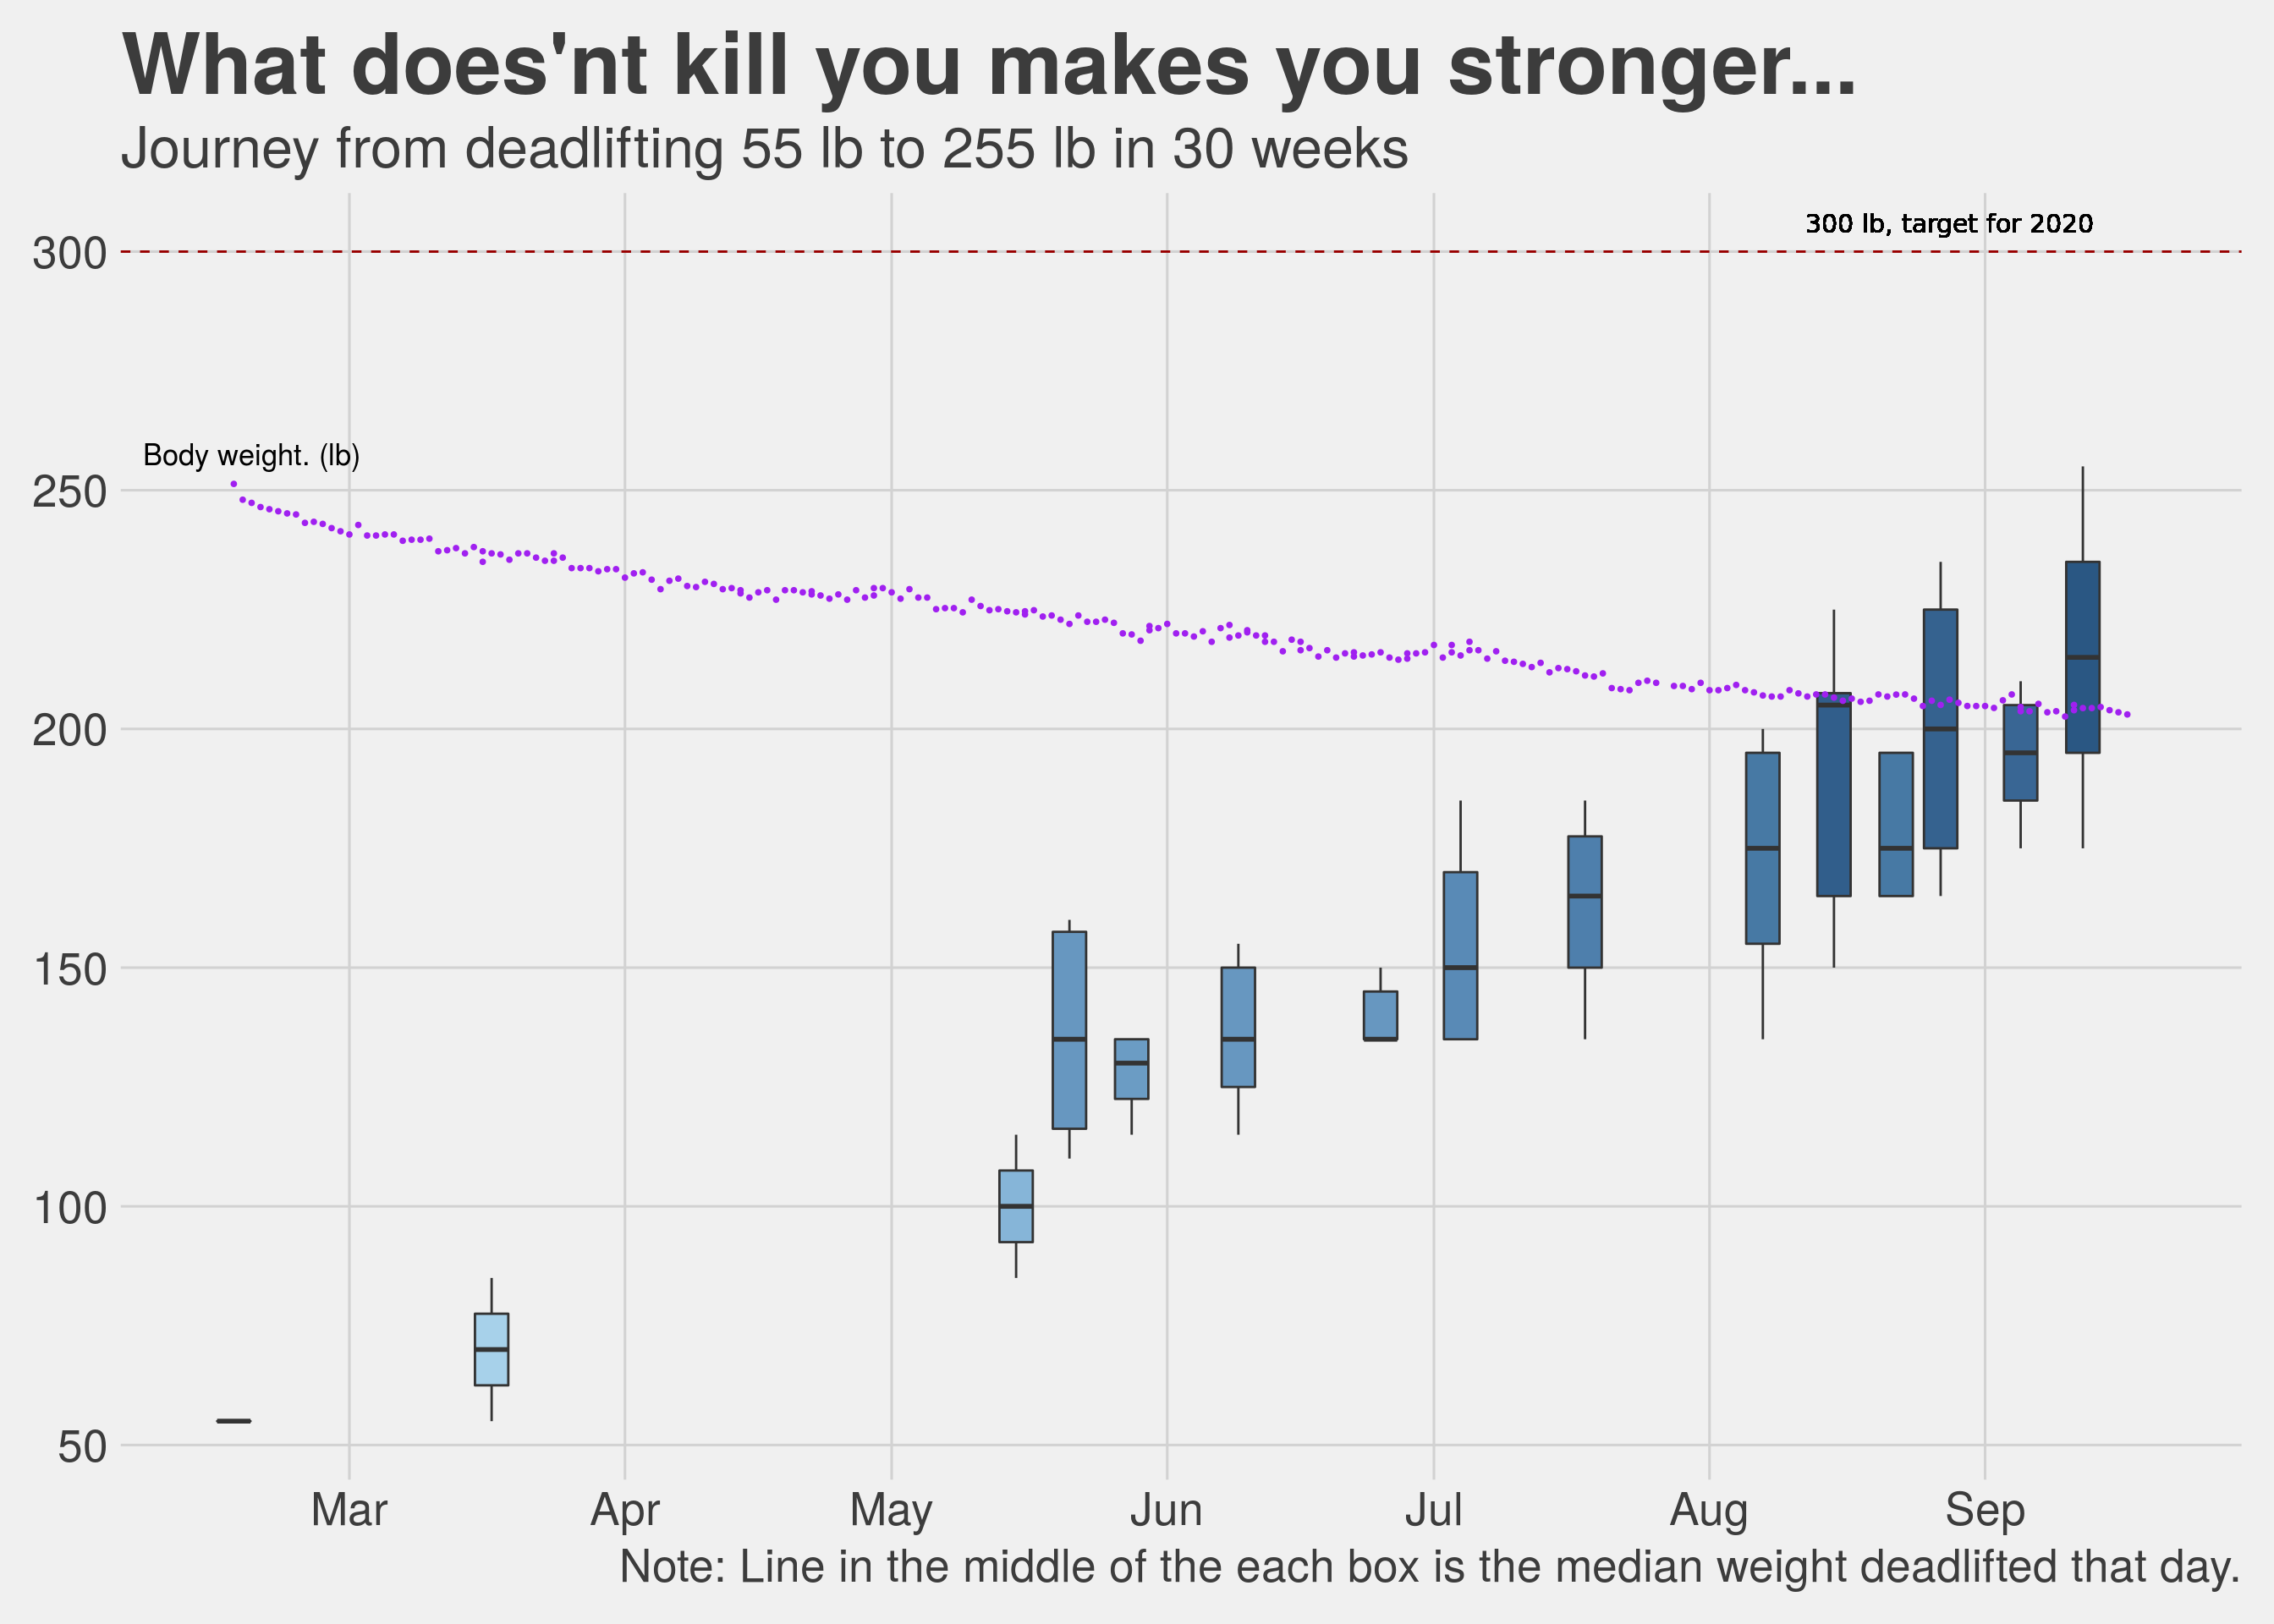 What does'nt kill you makes you stronger...
Journey from deadlifting 55 lb to 255 lb in 30 weeks
300 lb, target for 2020
300
Body weight. (lb)
250
200
150
100
50
Mar Apr May Jun Jul Aug Sep
Note: Line in the middle of the each box is the median weight deadlifted that day.